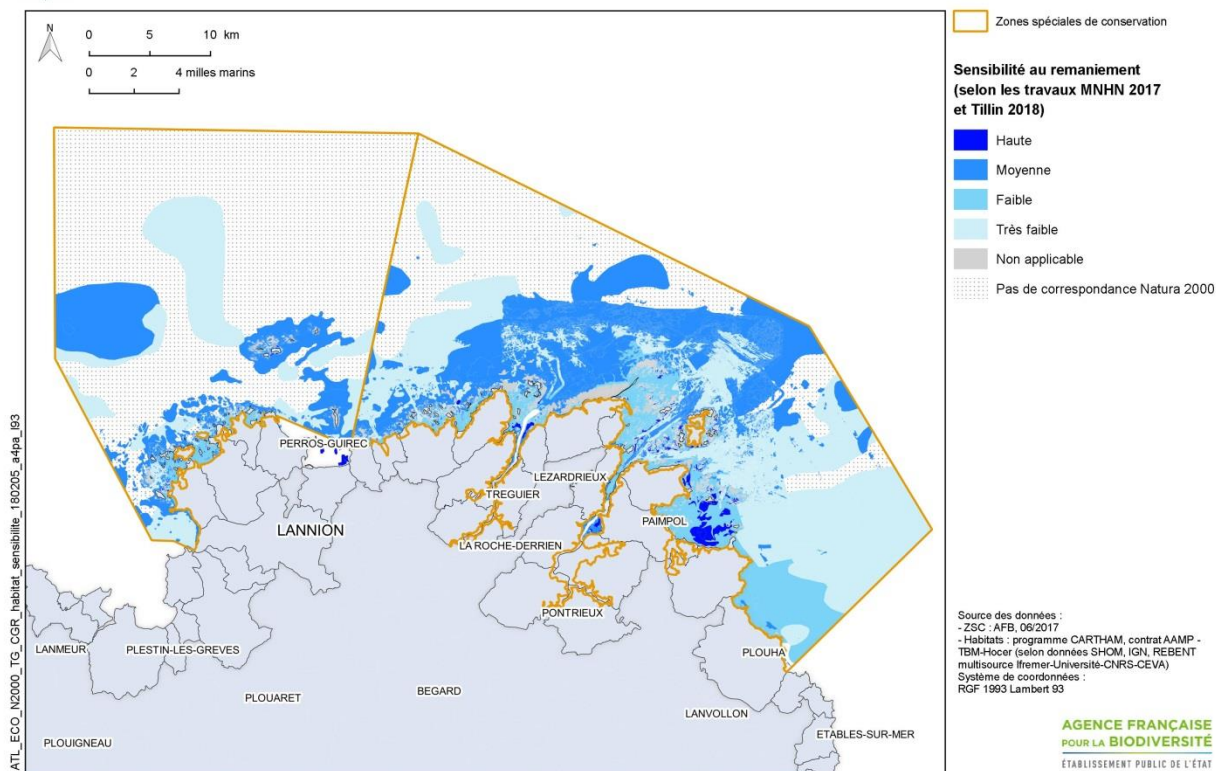 N
0 5 10 km
0 2 4 milles marins
PERROS-GUIREC
LEZARDRIEUX
TREGUIER
LANNION
PAIMPOL
LA ROCHE-DERRIEN
PONTRIEUX
LANMEUR
PLESTIN-LES-GREVES
PLOUHA
PLOUARET
BEGARD
LANVOLLON
ETABLES-SUR-MER
PLOUIGNEAU
ATL_ECO_N2000_TG_CGR_habitat_sensibilite_180205_a4pa_l93
Zones spéciales de conservation
Sensibilité au remaniement
(selon les travaux MNHN 2017
et Tillin 2018)
Haute
Moyenne
Faible
Très faible
Non applicable
Pas de correspondance Natura 2000
Source des données :
- ZSC : AFB, 06/2017
- Habitats : programme CARTHAM, contrat AAMP -
TBM-Hocer (selon données SHOM, IGN, REBENT
multisource Ifremer-Université-CNRS-CEVA)
Système de coordonnées :
RGF 1993 Lambert 93
AGENCE FRANÇAISE
POUR LA BIODIVERSITÉ
ÉTABLISSEMENT PUBLIC DE L'ÉTAT